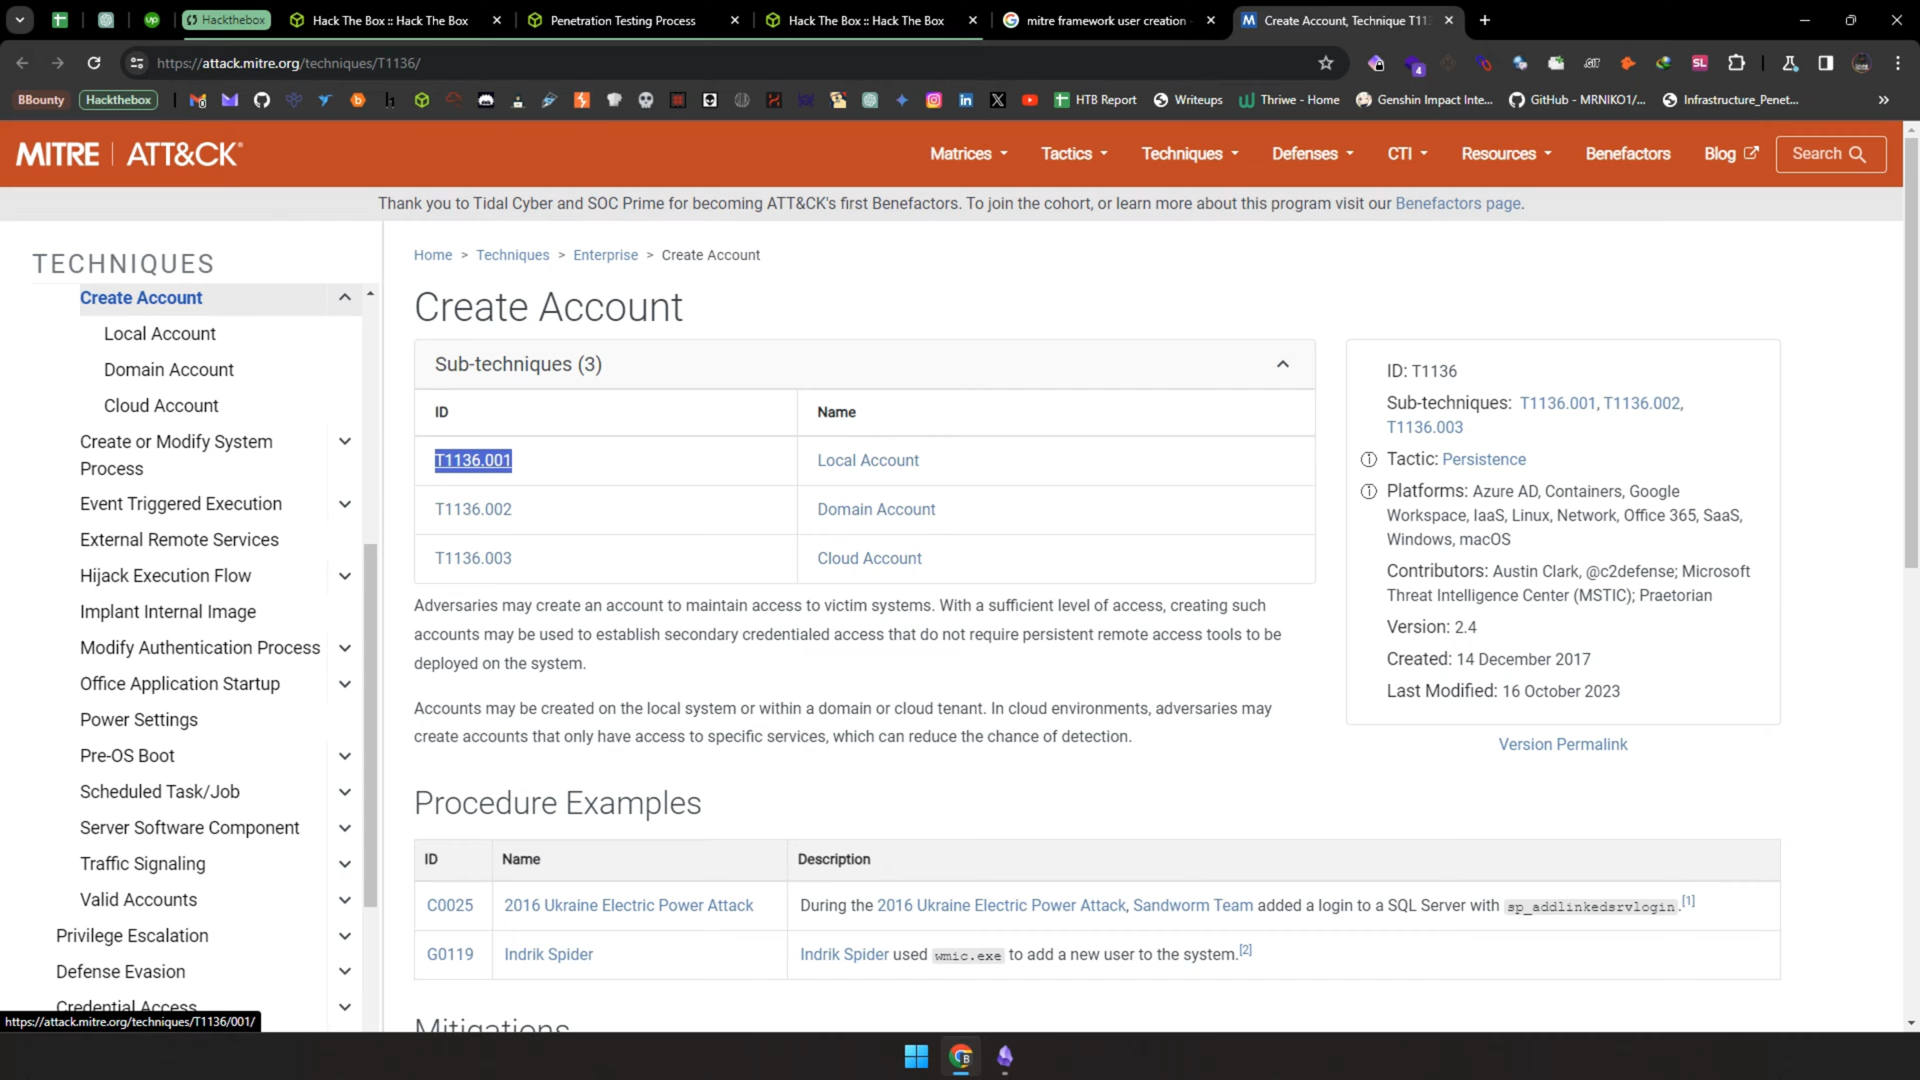 Hackthebox
Hack The Box :: Hack The Box
Penetration Testing Process
Hack The Box :: Hack The Box
mitre framework user creation
Create Account, Technique T113
https://attack.mitre.org/techniques/T1136/
BBounty
Hackthebox
HTB Report
Writeups
Thriwe - Home
Genshin Impact Inte...
GitHub - MRNIKO1/...
Infrastructure_Penet...
MITRE | ATT&CK®
Matrices
Tactics
Techniques
Defenses
CTI
Resources
Benefactors
Blog
Search
Thank you to Tidal Cyber and SOC Prime for becoming ATT&CK's first Benefactors. To join the cohort, or learn more about this program visit our Benefactors page.
TECHNIQUES
Create Account
Local Account
Domain Account
Cloud Account
Create or Modify System
Process
Event Triggered Execution
External Remote Services
Hijack Execution Flow
Implant Internal Image
Modify Authentication Process
Office Application Startup
Power Settings
Pre-OS Boot
Scheduled Task/Job
Server Software Component
Traffic Signaling
Valid Accounts
Privilege Escalation
Defense Evasion
Credential Access
https://attack.mitre.org/techniques/T1136/001/
Home > Techniques > Enterprise > Create Account
Create Account
Sub-techniques (3)
ID Name
T1136.001 Local Account
T1136.002 Domain Account
T1136.003 Cloud Account
Adversaries may create an account to maintain access to victim systems. With a sufficient level of access, creating such
accounts may be used to establish secondary credentialed access that do not require persistent remote access tools to be
deployed on the system.
Accounts may be created on the local system or within a domain or cloud tenant. In cloud environments, adversaries may
create accounts that only have access to specific services, which can reduce the chance of detection.
ID: T1136
Sub-techniques: T1136.001, T1136.002,
T1136.003
Tactic: Persistence
Platforms: Azure AD, Containers, Google
Workspace, IaaS, Linux, Network, Office 365, SaaS,
Windows, macOS
Contributors: Austin Clark, @c2defense; Microsoft
Threat Intelligence Center (MSTIC); Praetorian
Version: 2.4
Created: 14 December 2017
Last Modified: 16 October 2023
Version Permalink
Procedure Examples
ID Name Description
C0025 2016 Ukraine Electric Power Attack During the 2016 Ukraine Electric Power Attack, Sandworm Team added a login to a SQL Server with sp_addlinkedsrvlogin.[1]
G0119 Indrik Spider Indrik Spider used wmic.exe to add a new user to the system.[2]
Mitigations